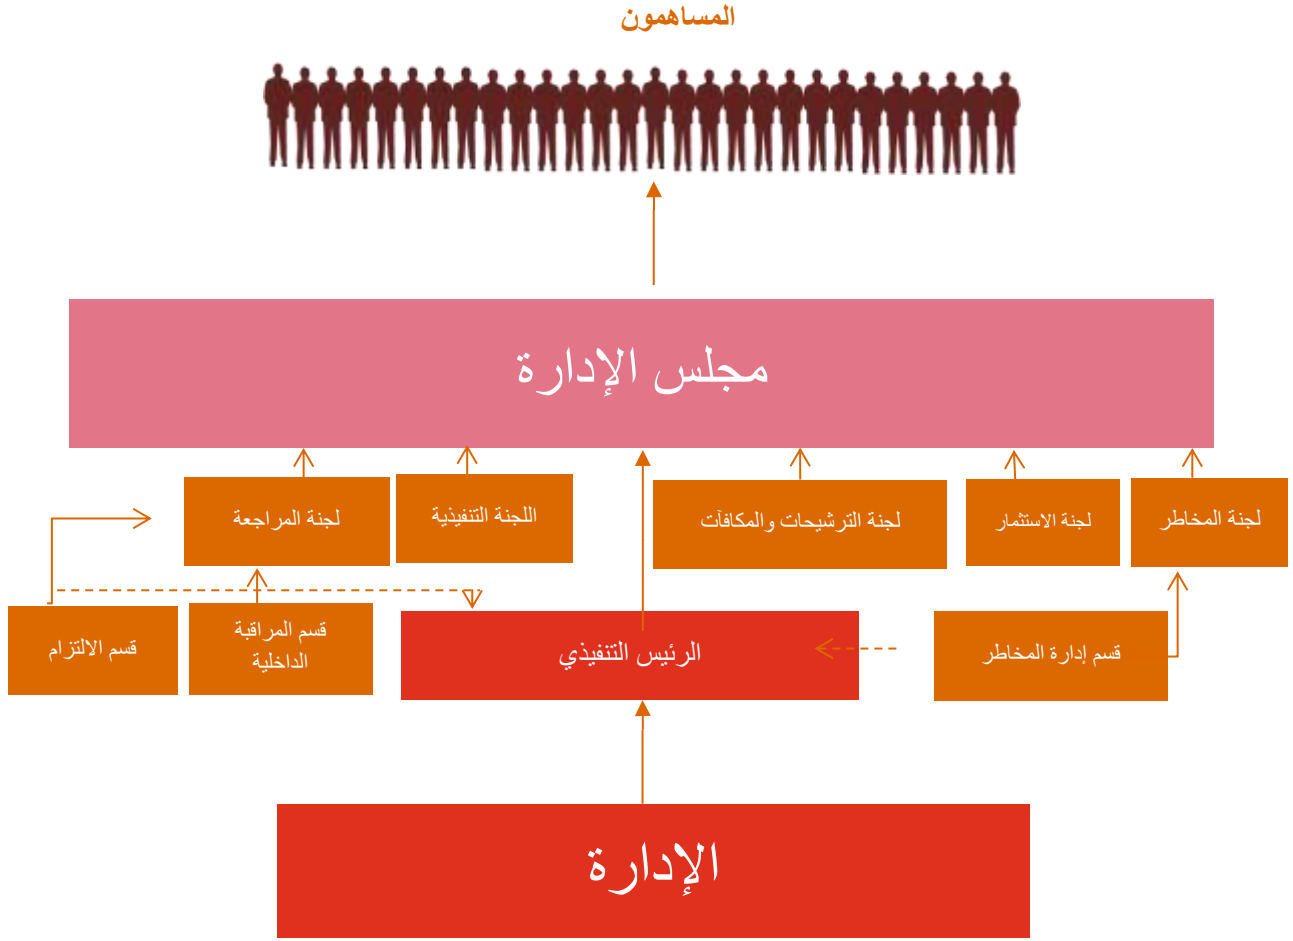 المساهمون
مجلس الإدارة
لجنة المخاطر
لجنة الاستثمار
لجنة الترشيحات والمكافآت
اللجنة التنفيذية
لجنة المراجعة
قسم إدارة المخاطر
الرئيس التنفيذي
قسم المراقبة
الداخلية
قسم الالتزام
الإدارة